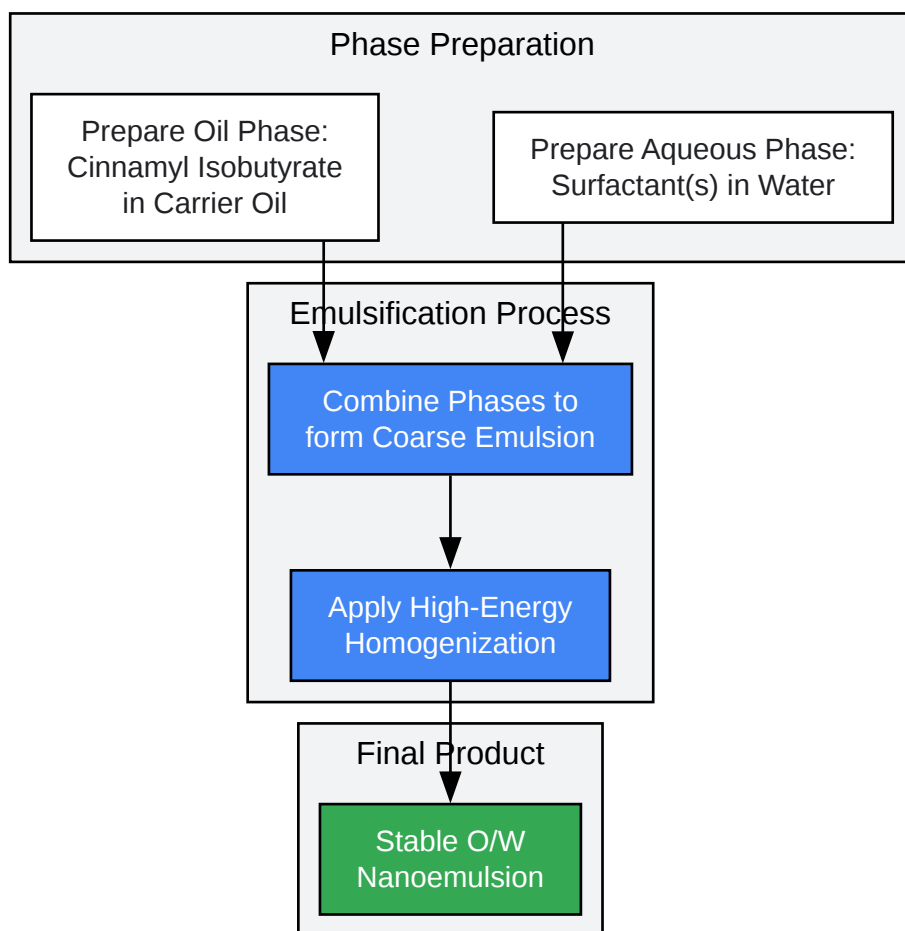 Phase Preparation
Prepare Oil Phase:
Cinnamyl Isobutyrate
in Carrier Oil
Prepare Aqueous Phase:
Surfactant(s) in Water
Emulsification Process
Combine Phases to
form Coarse Emulsion
Apply High-Energy
Homogenization
Final Product
Stable O/W
Nanoemulsion